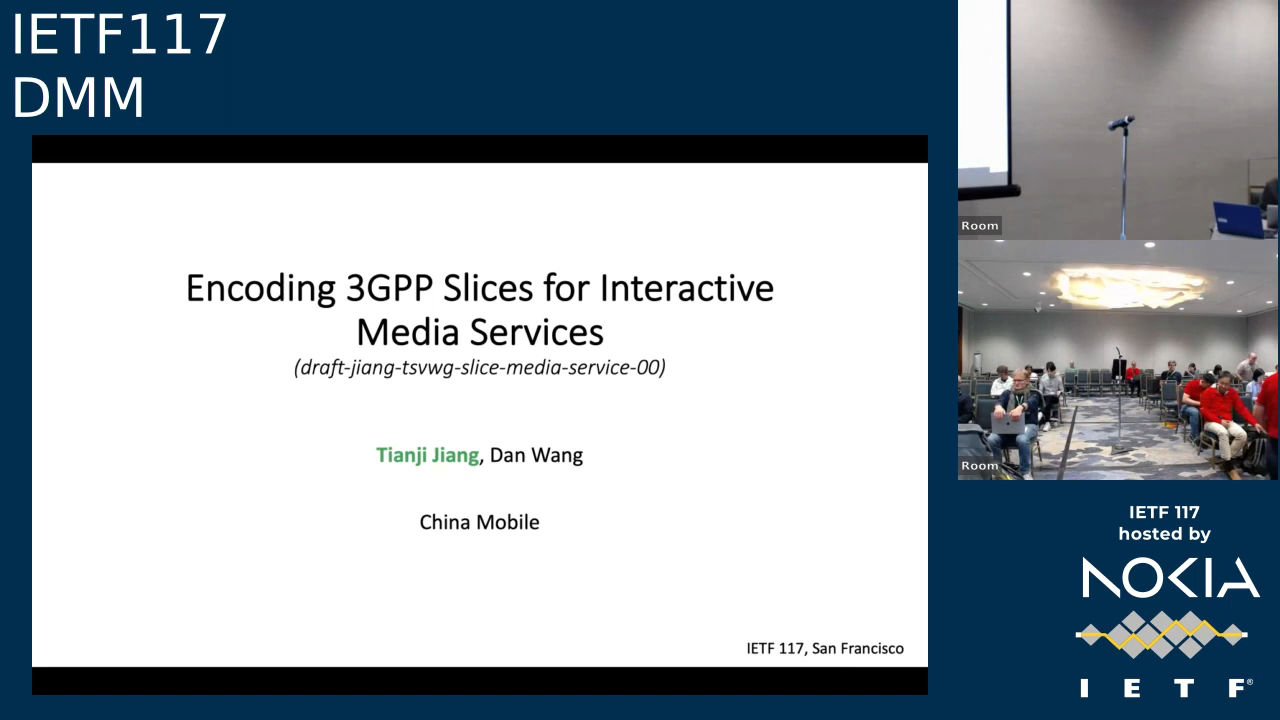 IETF117
DMM
Encoding 3GPP Slices for Interactive
Media Services
(draft-jiang-tsvwg-slice-media-service-00)
Tianji Jiang, Dan Wang
China Mobile
IETF 117, San Francisco
Room
Room
IETF 117
hosted by
NOKIA
I E T F®